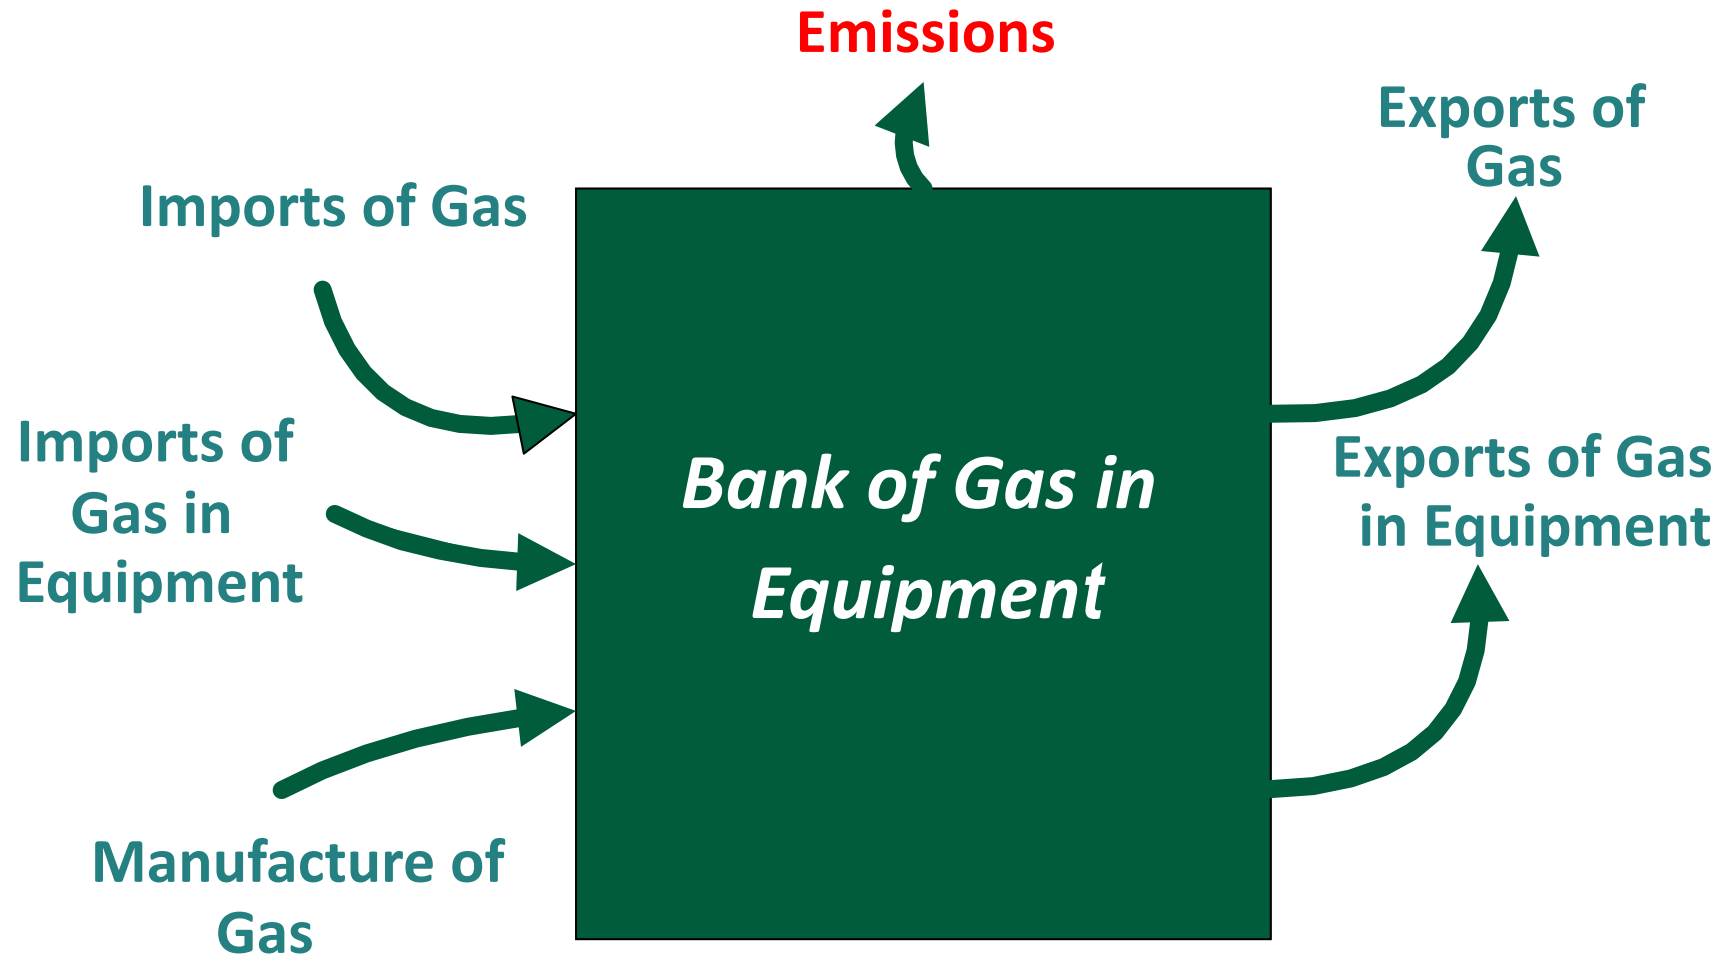 Emissions
Exports of
Gas
Imports of Gas
Imports of
Gas in
Equipment
Bank of Gas in
Equipment
Exports of Gas
in Equipment
Manufacture of
Gas